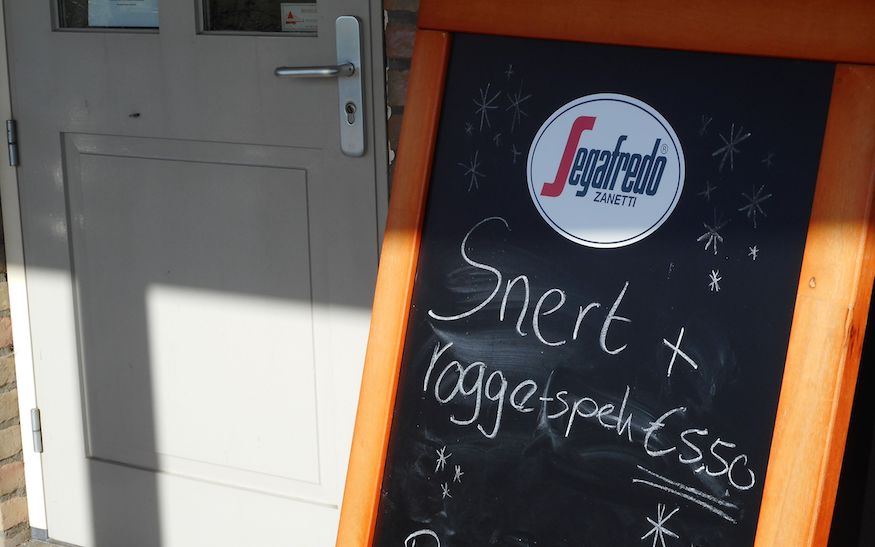 Segafredo®
ZANETTI
Snert +
rogge-spek €5,50